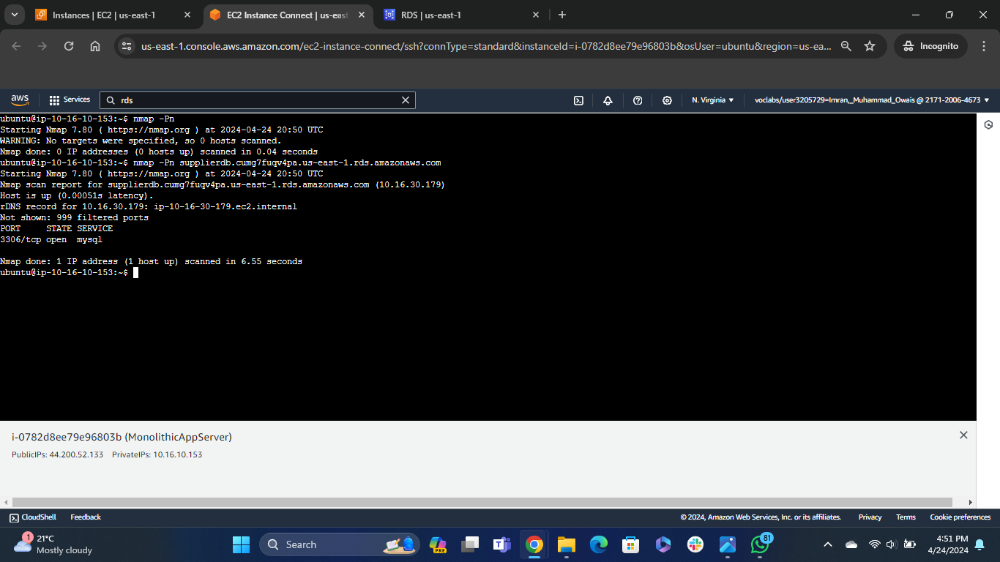 Instances | EC2 | us-east-1
EC2 Instance Connect | us-east
RDS | us-east-1
us-east-1.console.aws.amazon.com/ec2-instance-connect/ssh?connType=standard&instanceId=i-0782d8ee79e96803b&osUser=ubuntu&region=us-ea...
Incognito
aws
Services
rds
N. Virginia
voclabs/user3205729=Imran,_Muhammad_Owais @ 2171-2006-4673
ubuntu@ip-10-16-10-153:~$ nmap -Pn
Starting Nmap 7.80 ( https://nmap.org ) at 2024-04-24 20:50 UTC
WARNING: No targets were specified, so 0 hosts scanned.
Nmap done: 0 IP addresses (0 hosts up) scanned in 0.04 seconds
ubuntu@ip-10-16-10-153:~$ nmap -Pn supplierdb.cumg7fuqv4pa.us-east-1.rds.amazonaws.com
Starting Nmap 7.80 ( https://nmap.org ) at 2024-04-24 20:50 UTC
Nmap scan report for supplierdb.cumg7fuqv4pa.us-east-1.rds.amazonaws.com (10.16.30.179)
Host is up (0.00051s latency).
rDNS record for 10.16.30.179: ip-10-16-30-179.ec2.internal
Not shown: 999 filtered ports
PORT     STATE SERVICE
3306/tcp open  mysql
Nmap done: 1 IP address (1 host up) scanned in 6.55 seconds
ubuntu@ip-10-16-10-153:~$
i-0782d8ee79e96803b (MonolithicAppServer)
PublicIPs: 44.200.52.133 PrivateIPs: 10.16.10.153
CloudShell
Feedback
© 2024, Amazon Web Services, Inc. or its affiliates.
Privacy
Terms
Cookie preferences
1
21°C
Mostly cloudy
Search
PRE
81
4:51 PM
4/24/2024